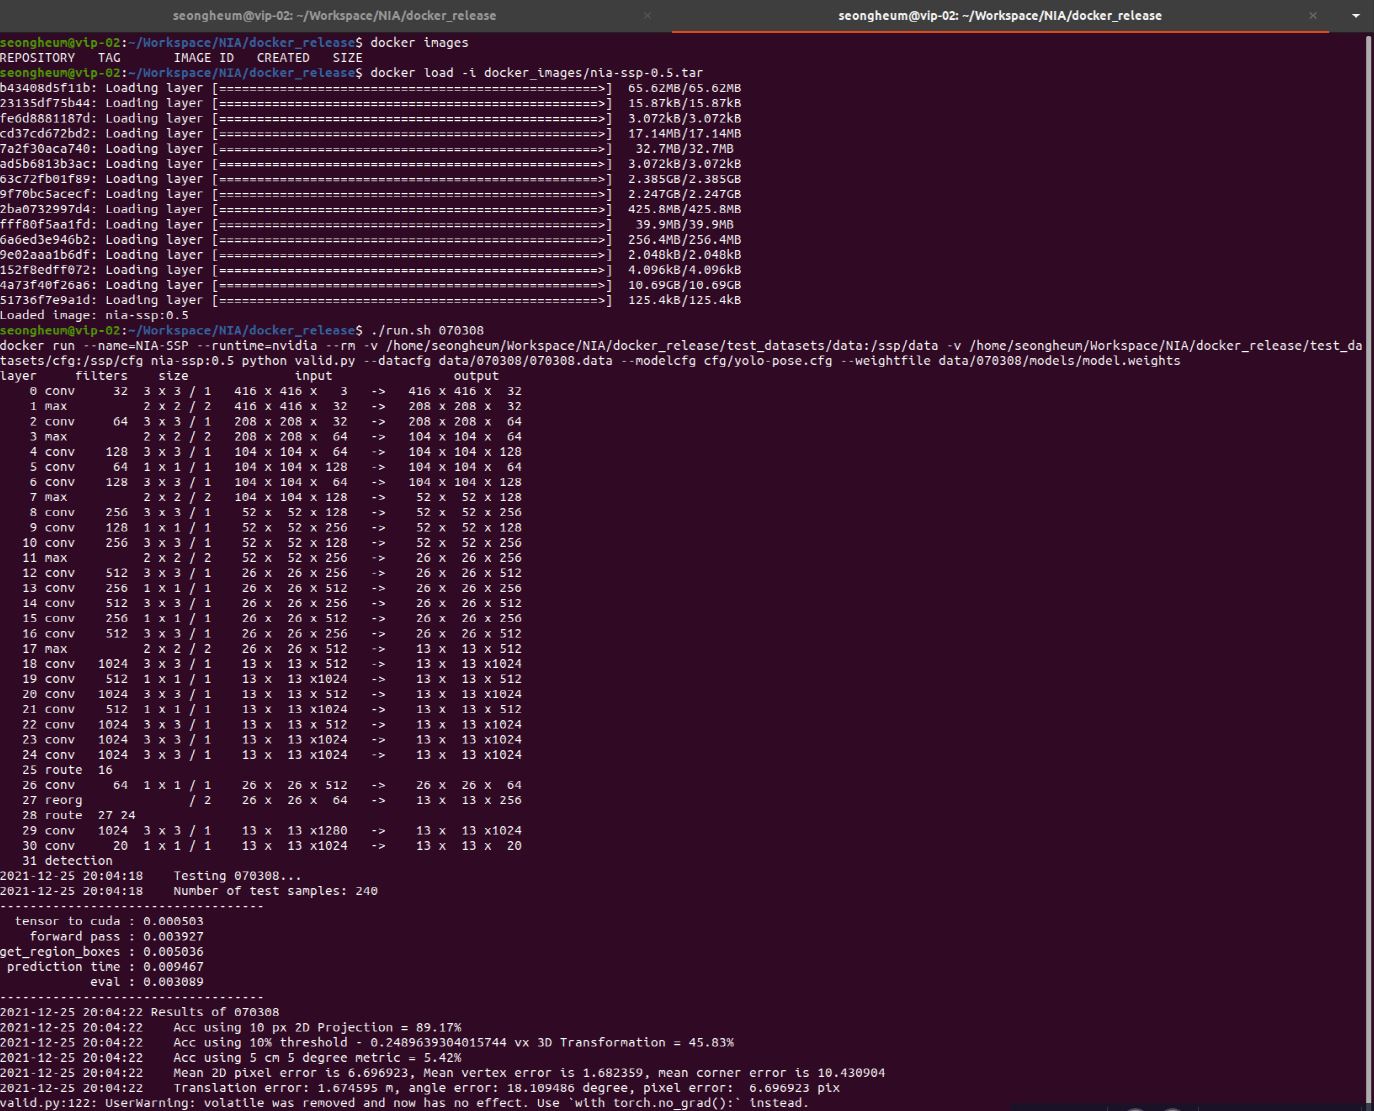 seongheum@vip-02: ~/Workspace/NIA/docker_release × seongheum@vip-02: ~/Workspace/NIA/docker_release ×
seongheum@vip-02:~/Workspace/NIA/docker_release$ docker images
REPOSITORY   TAG       IMAGE ID   CREATED   SIZE
seongheum@vip-02:~/Workspace/NIA/docker_release$ docker load -i docker_images/nia-ssp-0.5.tar
b43408d5f11b: Loading layer [==================================================>]  65.62MB/65.62MB
23135df75b44: Loading layer [==================================================>]  15.87kB/15.87kB
fe6d8881187d: Loading layer [==================================================>]  3.072kB/3.072kB
cd37cd672bd2: Loading layer [==================================================>]  17.14MB/17.14MB
7a2f30aca740: Loading layer [==================================================>]   32.7MB/32.7MB
ad5b6813b3ac: Loading layer [==================================================>]  3.072kB/3.072kB
63c72fb01f89: Loading layer [==================================================>]  2.385GB/2.385GB
9f70bc5acecf: Loading layer [==================================================>]  2.247GB/2.247GB
2ba0732997d4: Loading layer [==================================================>]  425.8MB/425.8MB
fff80f5aa1fd: Loading layer [==================================================>]   39.9MB/39.9MB
6a6ed3e946b2: Loading layer [==================================================>]  256.4MB/256.4MB
9e02aaa1b6df: Loading layer [==================================================>]  2.048kB/2.048kB
152f8edff072: Loading layer [==================================================>]  4.096kB/4.096kB
4a73f40f26a6: Loading layer [==================================================>]  10.69GB/10.69GB
51736f7e9a1d: Loading layer [==================================================>]  125.4kB/125.4kB
Loaded image: nia-ssp:0.5
seongheum@vip-02:~/Workspace/NIA/docker_release$ ./run.sh 070308
docker run --name=NIA-SSP --runtime=nvidia --rm -v /home/seongheum/Workspace/NIA/docker_release/test_datasets/data:/ssp/data -v /home/seongheum/Workspace/NIA/docker_release/test_da
tasets/cfg:/ssp/cfg nia-ssp:0.5 python valid.py --datacfg data/070308/070308.data --modelcfg cfg/yolo-pose.cfg --weightfile data/070308/models/model.weights
layer     filters    size              input                output
    0 conv     32  3 x 3 / 1   416 x 416 x   3   ->   416 x 416 x  32
    1 max          2 x 2 / 2   416 x 416 x  32   ->   208 x 208 x  32
    2 conv     64  3 x 3 / 1   208 x 208 x  32   ->   208 x 208 x  64
    3 max          2 x 2 / 2   208 x 208 x  64   ->   104 x 104 x  64
    4 conv    128  3 x 3 / 1   104 x 104 x  64   ->   104 x 104 x 128
    5 conv     64  1 x 1 / 1   104 x 104 x 128   ->   104 x 104 x  64
    6 conv    128  3 x 3 / 1   104 x 104 x  64   ->   104 x 104 x 128
    7 max          2 x 2 / 2   104 x 104 x 128   ->    52 x  52 x 128
    8 conv    256  3 x 3 / 1    52 x  52 x 128   ->    52 x  52 x 256
    9 conv    128  1 x 1 / 1    52 x  52 x 256   ->    52 x  52 x 128
   10 conv    256  3 x 3 / 1    52 x  52 x 128   ->    52 x  52 x 256
   11 max          2 x 2 / 2    52 x  52 x 256   ->    26 x  26 x 256
   12 conv    512  3 x 3 / 1    26 x  26 x 256   ->    26 x  26 x 512
   13 conv    256  1 x 1 / 1    26 x  26 x 512   ->    26 x  26 x 256
   14 conv    512  3 x 3 / 1    26 x  26 x 256   ->    26 x  26 x 512
   15 conv    256  1 x 1 / 1    26 x  26 x 512   ->    26 x  26 x 256
   16 conv    512  3 x 3 / 1    26 x  26 x 256   ->    26 x  26 x 512
   17 max          2 x 2 / 2    26 x  26 x 512   ->    13 x  13 x 512
   18 conv   1024  3 x 3 / 1    13 x  13 x 512   ->    13 x  13 x1024
   19 conv    512  1 x 1 / 1    13 x  13 x1024   ->    13 x  13 x 512
   20 conv   1024  3 x 3 / 1    13 x  13 x 512   ->    13 x  13 x1024
   21 conv    512  1 x 1 / 1    13 x  13 x1024   ->    13 x  13 x 512
   22 conv   1024  3 x 3 / 1    13 x  13 x 512   ->    13 x  13 x1024
   23 conv   1024  3 x 3 / 1    13 x  13 x1024   ->    13 x  13 x1024
   24 conv   1024  3 x 3 / 1    13 x  13 x1024   ->    13 x  13 x1024
   25 route  16
   26 conv     64  1 x 1 / 1    26 x  26 x 512   ->    26 x  26 x  64
   27 reorg              / 2    26 x  26 x  64   ->    13 x  13 x 256
   28 route  27 24
   29 conv   1024  3 x 3 / 1    13 x  13 x1280   ->    13 x  13 x1024
   30 conv     20  1 x 1 / 1    13 x  13 x1024   ->    13 x  13 x  20
   31 detection
2021-12-25 20:04:18    Testing 070308...
2021-12-25 20:04:18    Number of test samples: 240
-----------------------------------
  tensor to cuda : 0.000503
    forward pass : 0.003927
get_region_boxes : 0.005036
 prediction time : 0.009467
            eval : 0.003089
-----------------------------------
2021-12-25 20:04:22 Results of 070308
2021-12-25 20:04:22    Acc using 10 px 2D Projection = 89.17%
2021-12-25 20:04:22    Acc using 10% threshold - 0.2489639304015744 vx 3D Transformation = 45.83%
2021-12-25 20:04:22    Acc using 5 cm 5 degree metric = 5.42%
2021-12-25 20:04:22    Mean 2D pixel error is 6.696923, Mean vertex error is 1.682359, mean corner error is 10.430904
2021-12-25 20:04:22    Translation error: 1.674595 m, angle error: 18.109486 degree, pixel error:  6.696923 pix
valid.py:122: UserWarning: volatile was removed and now has no effect. Use `with torch.no_grad():` instead.